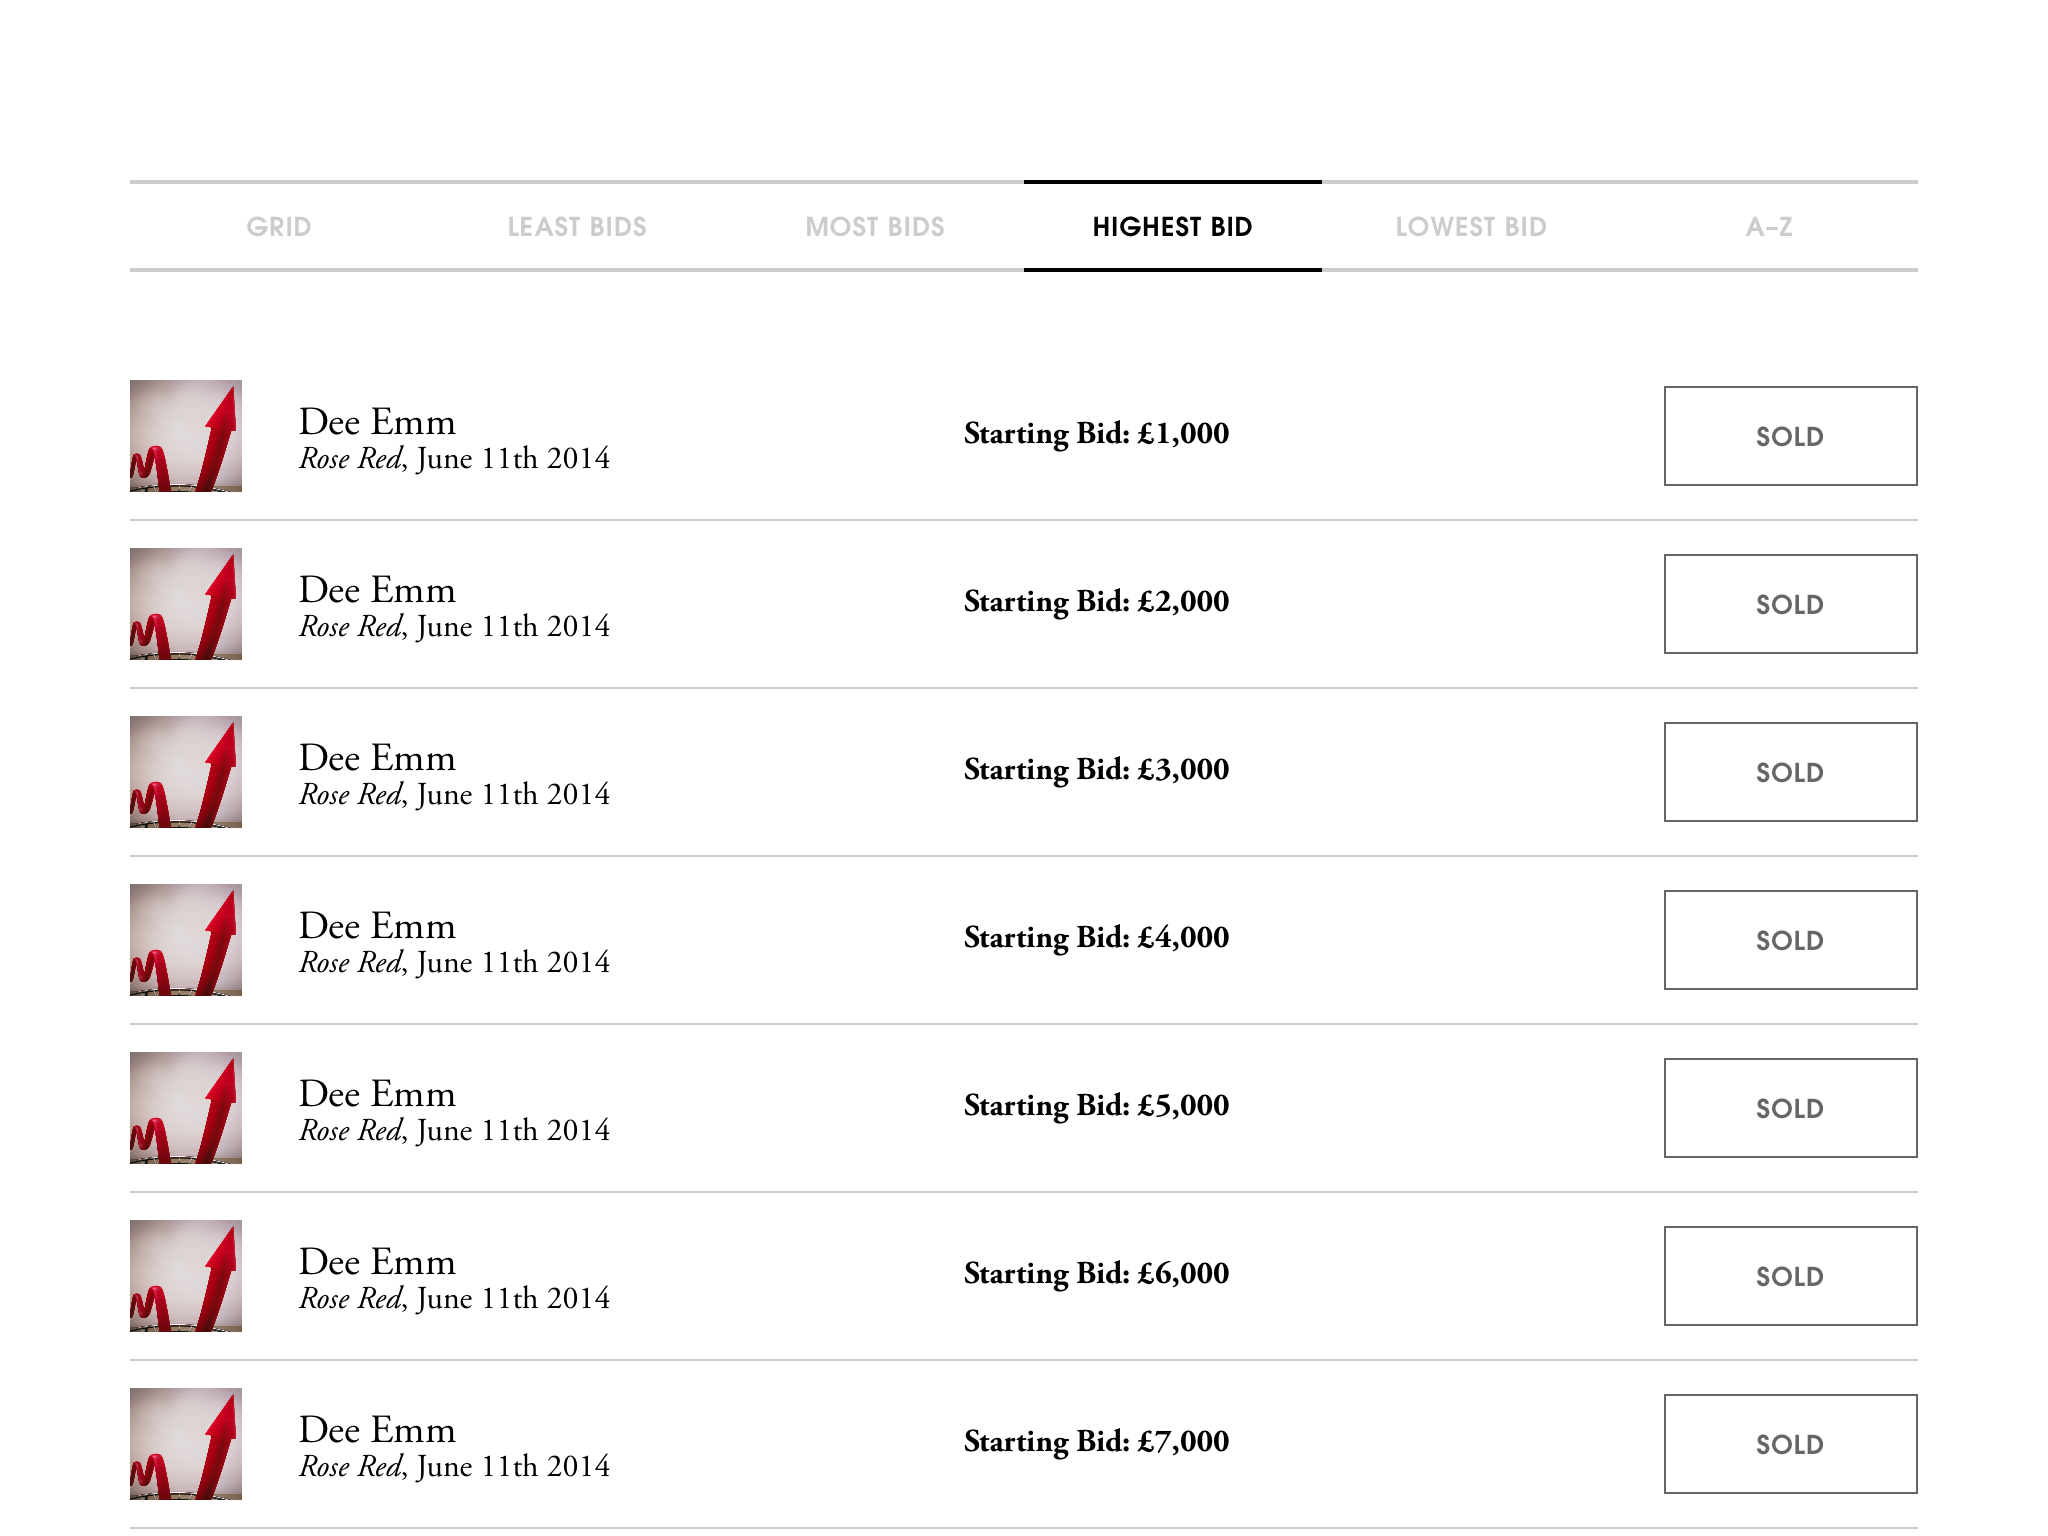 GRID LEAST BIDS MOST BIDS HIGHEST BID LOWEST BID A–Z
Dee Emm
Rose Red, June 11th 2014
Starting Bid: £1,000
SOLD
Dee Emm
Rose Red, June 11th 2014
Starting Bid: £2,000
SOLD
Dee Emm
Rose Red, June 11th 2014
Starting Bid: £3,000
SOLD
Dee Emm
Rose Red, June 11th 2014
Starting Bid: £4,000
SOLD
Dee Emm
Rose Red, June 11th 2014
Starting Bid: £5,000
SOLD
Dee Emm
Rose Red, June 11th 2014
Starting Bid: £6,000
SOLD
Dee Emm
Rose Red, June 11th 2014
Starting Bid: £7,000
SOLD